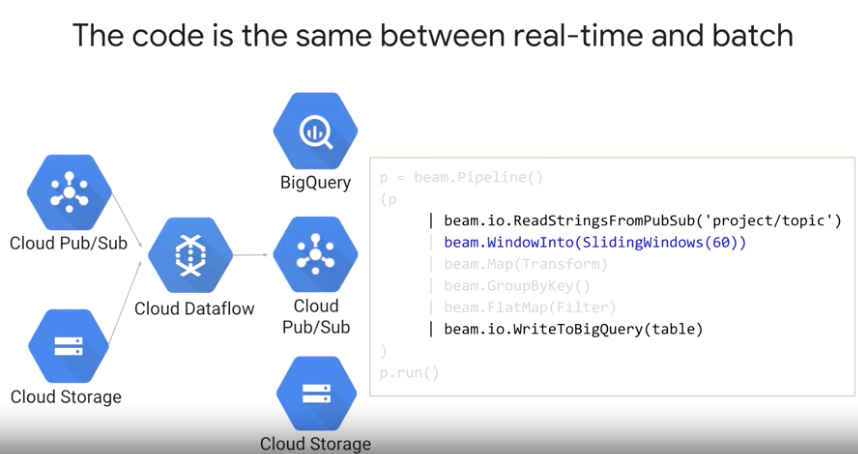 The code is the same between real-time and batch
BigQuery
Cloud Pub/Sub
Cloud Dataflow
Cloud
Pub/Sub
Cloud Storage
Cloud Storage
p = beam.Pipeline()
(p
| beam.io.ReadStringsFromPubSub('project/topic')
| beam.WindowInto(SlidingWindows(60))
| beam.Map(Transform)
| beam.GroupByKey()
| beam.FlatMap(Filter)
| beam.io.WriteToBigQuery(table)
)
p.run()